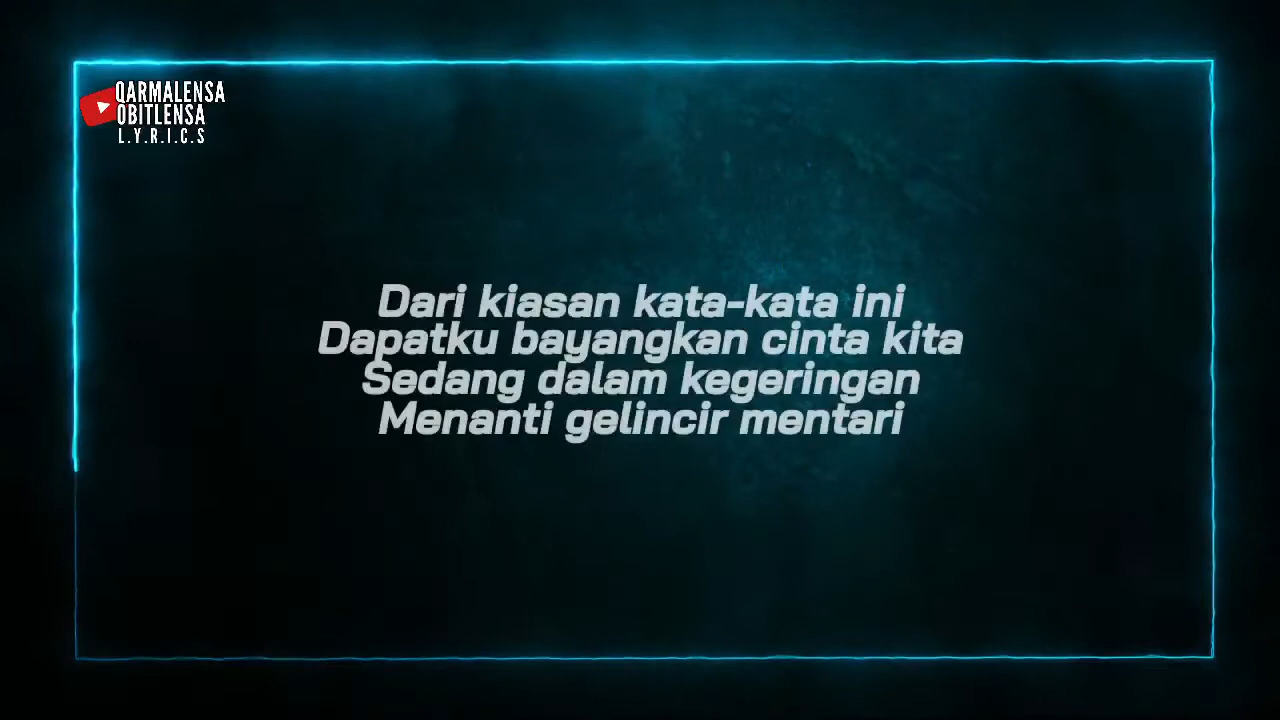 QARMALENSA
OBITLENSA
L.Y.R.I.C.S
Dari kiasan kata-kata ini
Dapatku bayangkan cinta kita
Sedang dalam kegeringan
Menanti gelincir mentari